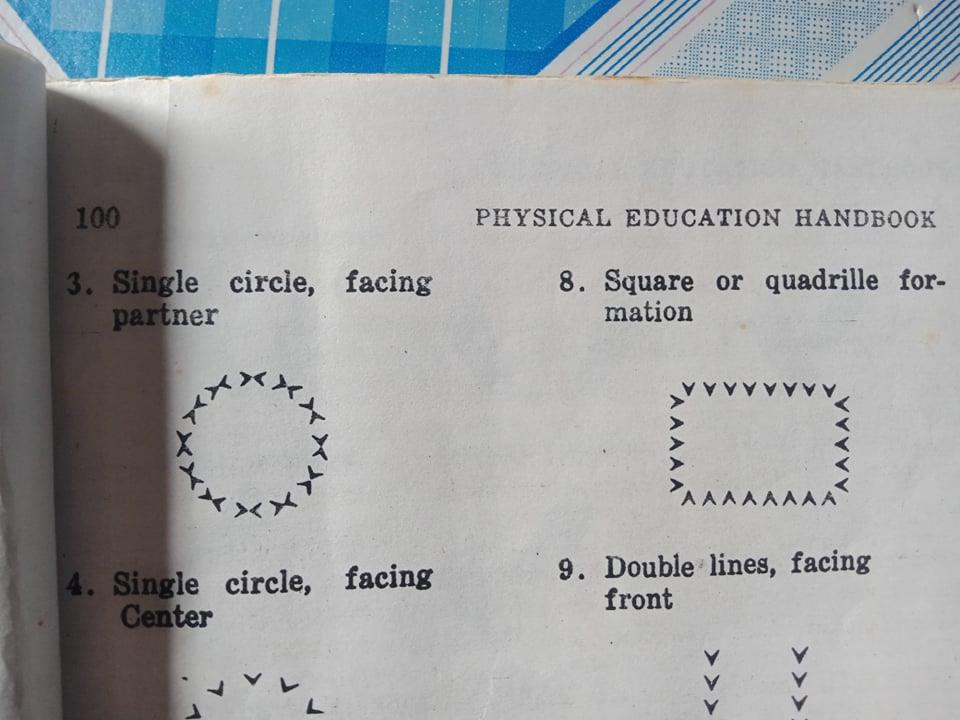 100
PHYSICAL EDUCATION HANDBOOK
3. Single circle, facing
partner
4. Single circle, facing
Center
8. Square or quadrille for-
mation
9. Double lines, facing
front